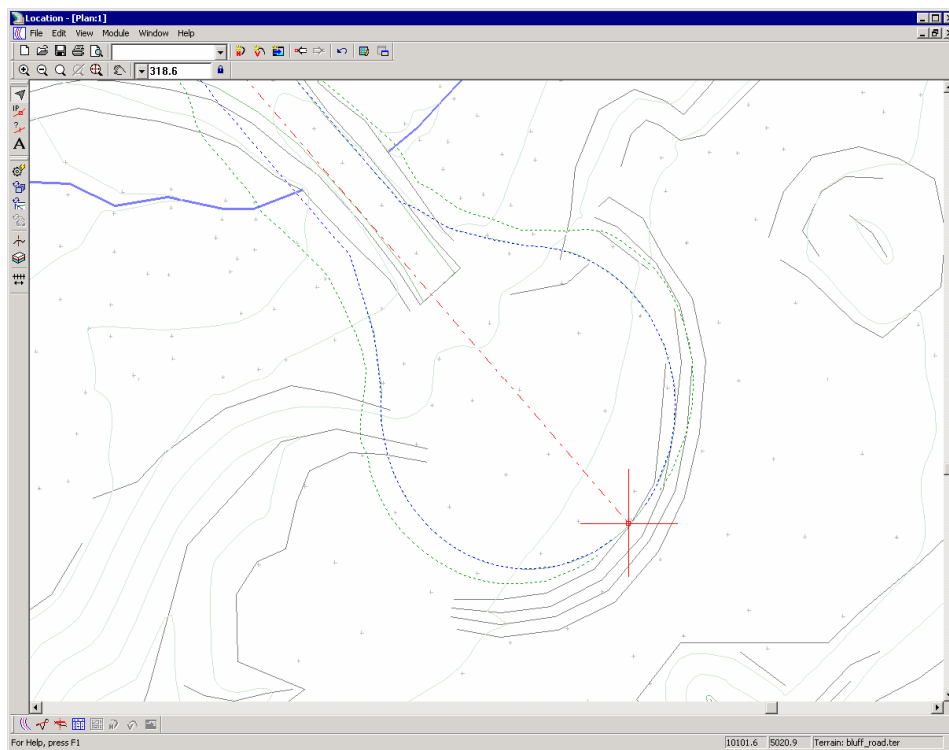 Location - [Plan:1]
File Edit View Module Window Help
318.6
IP
?
A
For Help, press F1
10101.6 5020.9 Terrain: bluff_road.ter